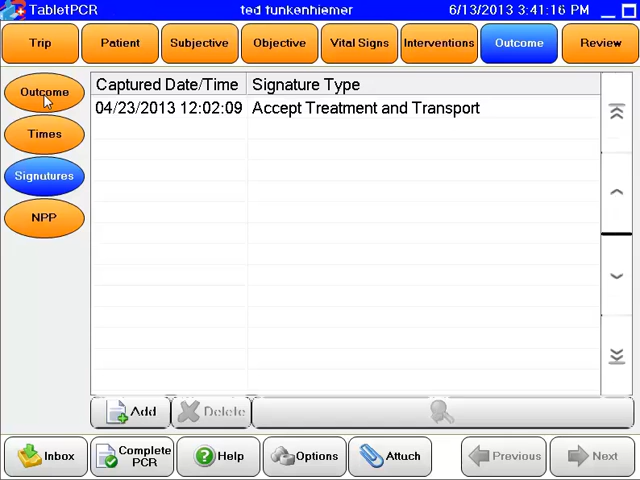 TabletPCR ted funkenhiemer 6/13/2013 3:41:16 PM
Trip Patient Subjective Objective Vital Signs Interventions Outcome Review
Outcome
Times
Signatures
NPP
Captured Date/Time Signature Type
04/23/2013 12:02:09 Accept Treatment and Transport
Add Delete
Inbox Complete PCR Help Options Attach Previous Next